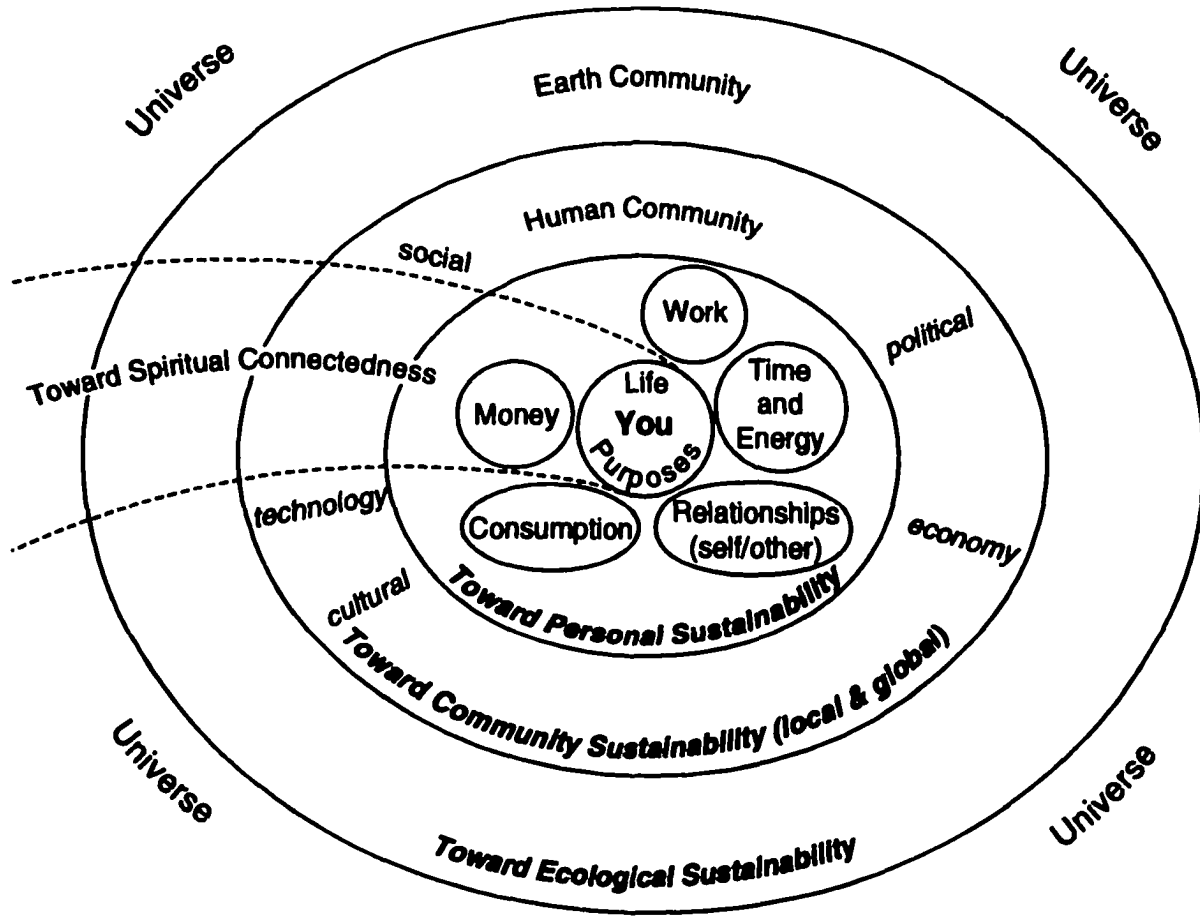 Universe
Universe
Earth Community
Human Community
social
Work
political
Toward Spiritual Connectedness
Life
You
Purposes
Time
and
Energy
Money
technology
Consumption
Relationships
(self/other)
economy
cultural
Toward Personal Sustainability
Toward Community Sustainability (local & global)
Universe
Universe
Toward Ecological Sustainability